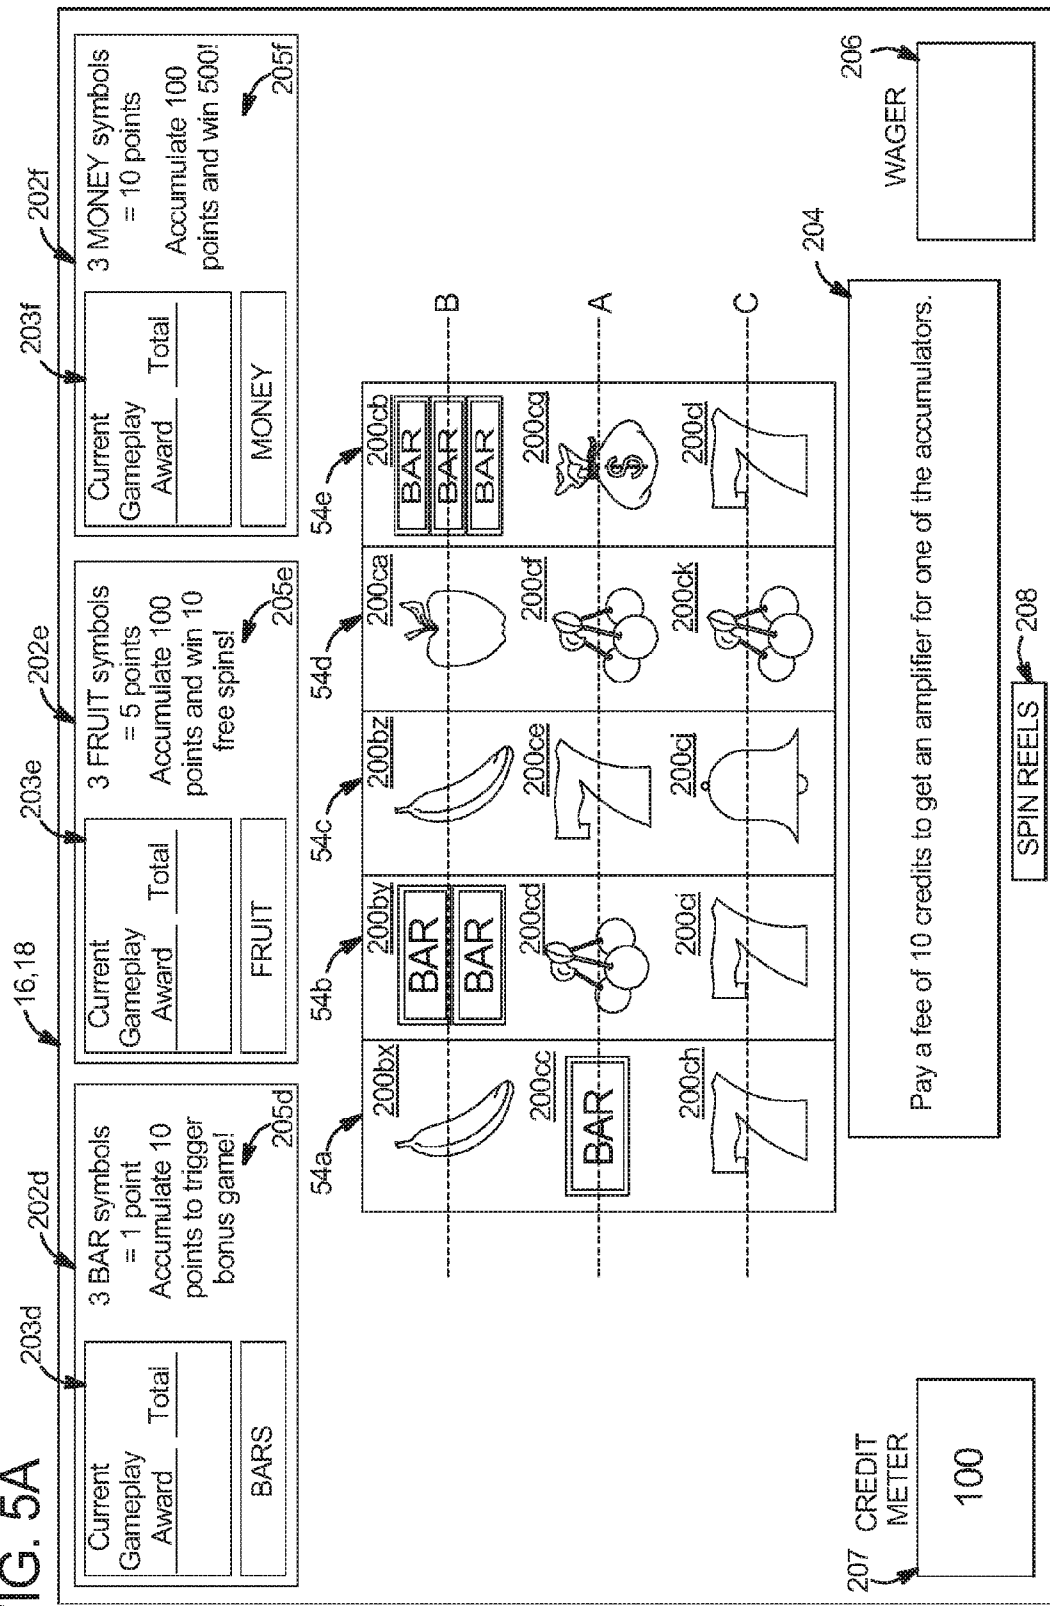 FIG. 5A
16,18
203d
202d
Current
Gameplay
Award
Total
BARS
3 BAR symbols
= 1 point
Accumulate 10
points to trigger
bonus game!
205d
203e
202e
Current
Gameplay
Award
Total
FRUIT
3 FRUIT symbols
= 5 points
Accumulate 100
points and win 10
free spins!
205e
203f
202f
Current
Gameplay
Award
Total
MONEY
3 MONEY symbols
= 10 points
Accumulate 100
points and win 500!
205f
54a
54b
54c
54d
54e
200bx
200by
BAR
BAR
200bz
200ca
200cb
BAR
BAR
BAR
B
200cc
BAR
200cd
200ce
200cf
200cg
$
A
200ch
200ci
200cj
200ck
200cl
C
204
Pay a fee of 10 credits to get an amplifier for one of the accumulators.
207
CREDIT
METER
100
SPIN REELS
208
WAGER
206